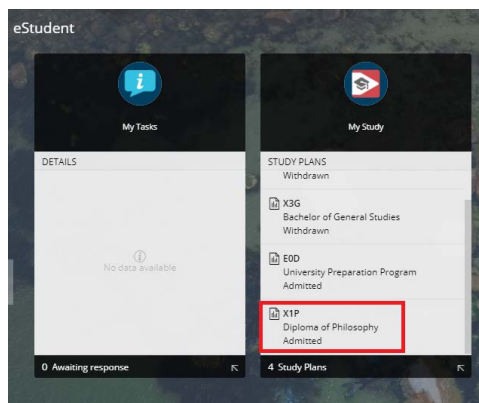 eStudent
My Tasks
My Study
DETAILS
No data available
0 Awaiting response
STUDY PLANS
Withdrawn
X3G
Bachelor of General Studies
Withdrawn
E0D
University Preparation Program
Admitted
X1P
Diploma of Philosophy
Admitted
4 Study Plans